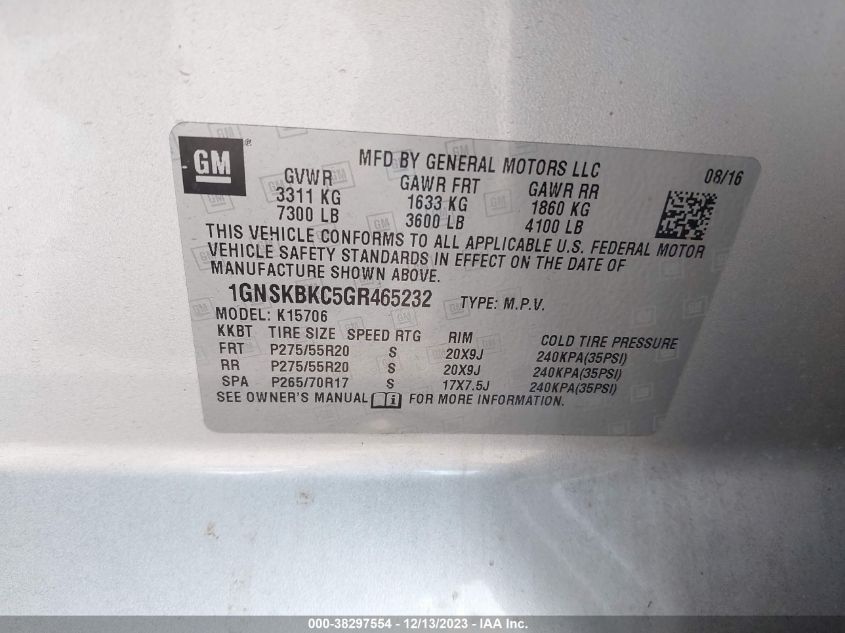 GM ®
MFD BY GENERAL MOTORS LLC 08/16
GVWR GAWR FRT GAWR RR
3311 KG 1633 KG 1860 KG
7300 LB 3600 LB 4100 LB
THIS VEHICLE CONFORMS TO ALL APPLICABLE U.S. FEDERAL MOTOR
VEHICLE SAFETY STANDARDS IN EFFECT ON THE DATE OF
MANUFACTURE SHOWN ABOVE.
1GNSKBKC5GR465232 TYPE: M.P.V.
MODEL: K15706
KKBT TIRE SIZE SPEED RTG RIM COLD TIRE PRESSURE
FRT P275/55R20 S 20X9J 240KPA(35PSI)
RR P275/55R20 S 20X9J 240KPA(35PSI)
SPA P265/70R17 S 17X7.5J 240KPA(35PSI)
SEE OWNER'S MANUAL i FOR MORE INFORMATION.
000-38297554 - 12/13/2023 - IAA Inc.